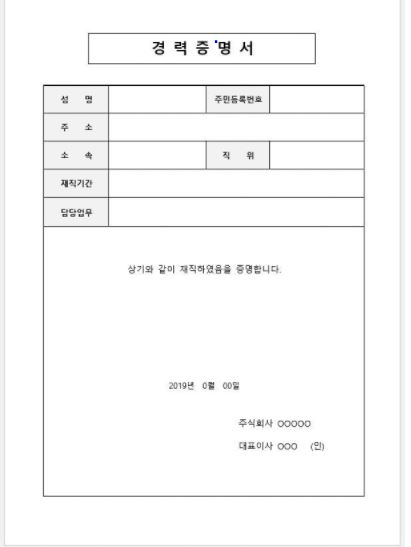 경 력 증 명 서
성 명 주민등록번호
주 소
소 속 직 위
재직기간
담당업무
상기와 같이 재직하였음을 증명합니다.
2019년 0월 00일
주식회사 OOOOO
대표이사 OOO (인)